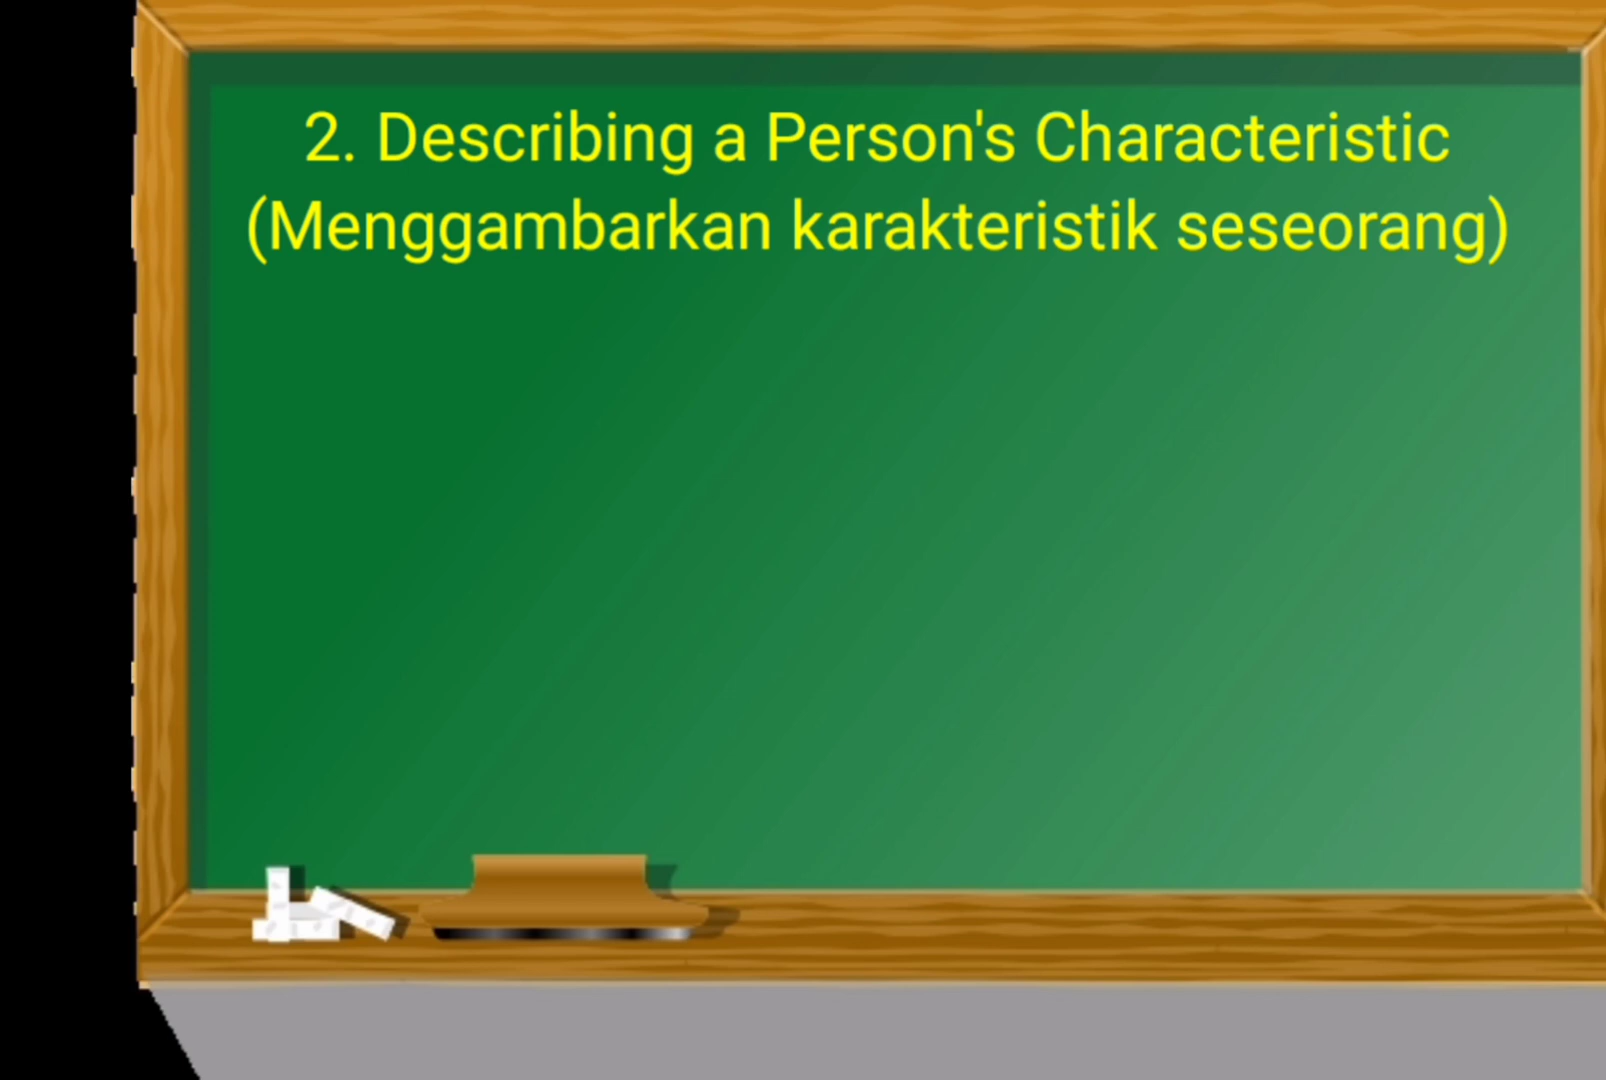 2. Describing a Person's Characteristic
(Menggambarkan karakteristik seseorang)